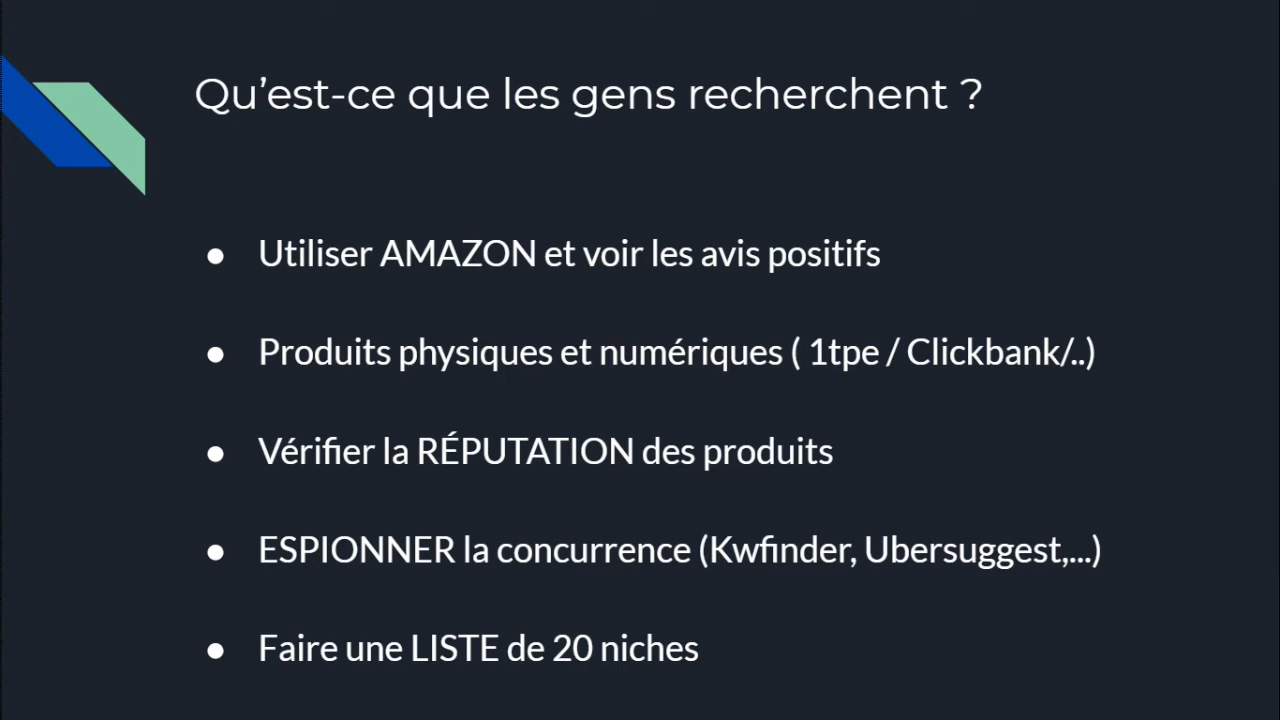 Qu’est-ce que les gens recherchent ?
● Utiliser AMAZON et voir les avis positifs
● Produits physiques et numériques ( 1tpe / Clickbank/..)
● Vérifier la RÉPUTATION des produits
● ESPIONNER la concurrence (Kwfinder, Ubersuggest,...)
● Faire une LISTE de 20 niches